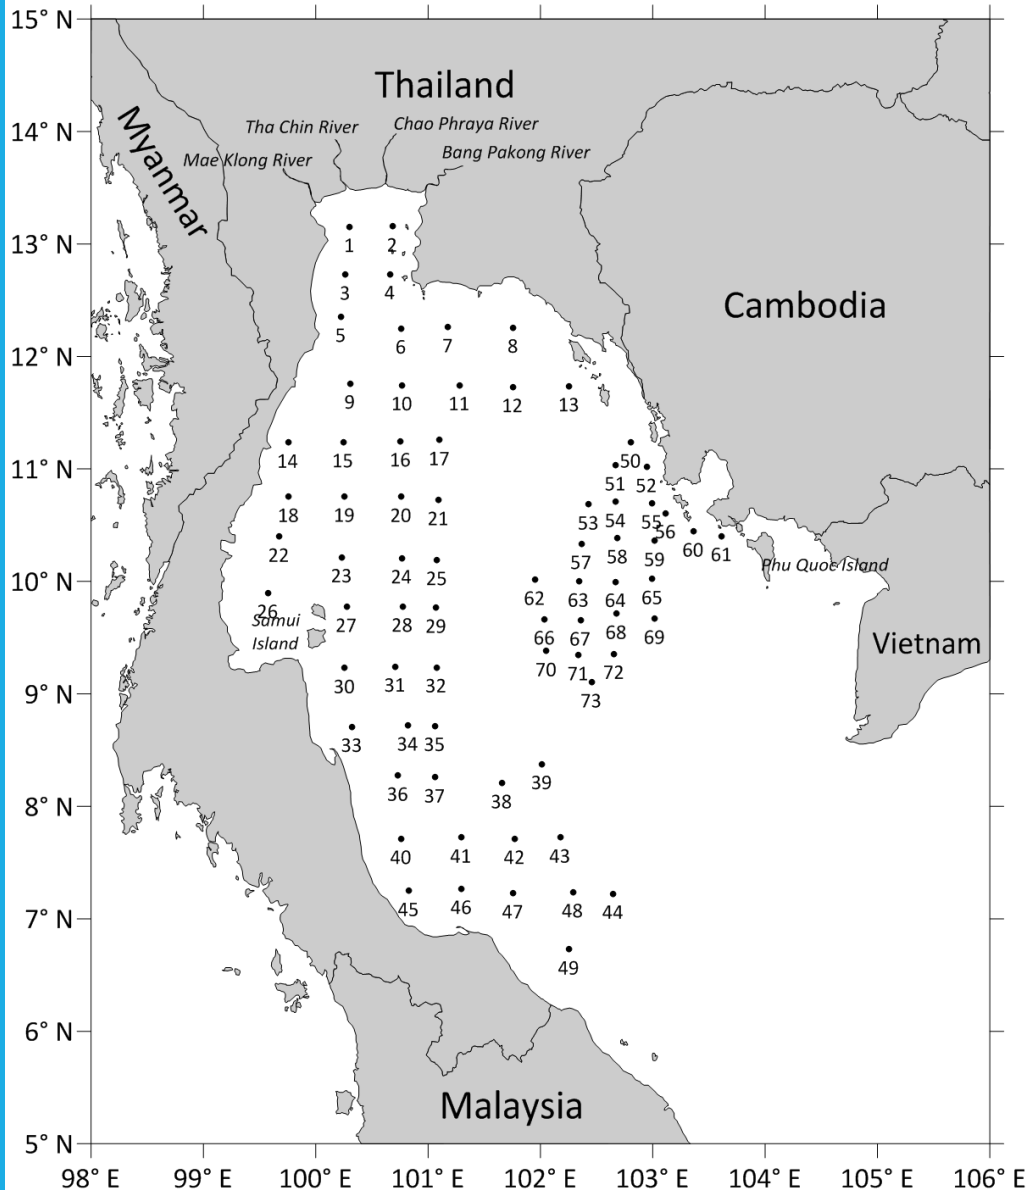 15° N
Thailand
14° N
Myanmar
Tha Chin River
Chao Phraya River
Mae Klong River
Bang Pakong River
13° N
1 2
3 4
Cambodia
5 6 7 8
12° N
9 10 11 12 13
11° N
14 15 16 17 50
51 52
18 19 20 21 53 54 55 56
22 57 58 59 60 61
Phu Quoc Island
10° N
23 24 25
62 63 64 65
26 27 28 29
Samui
Island
66 67 68 69
Vietnam
70 71 72
9° N
30 31 32
73
33 34 35
36 37 38 39
8° N
40 41 42 43
45 46 47 48 44
7° N
49
6° N
Malaysia
5° N
98° E 99° E 100° E 101° E 102° E 103° E 104° E 105° E 106° E